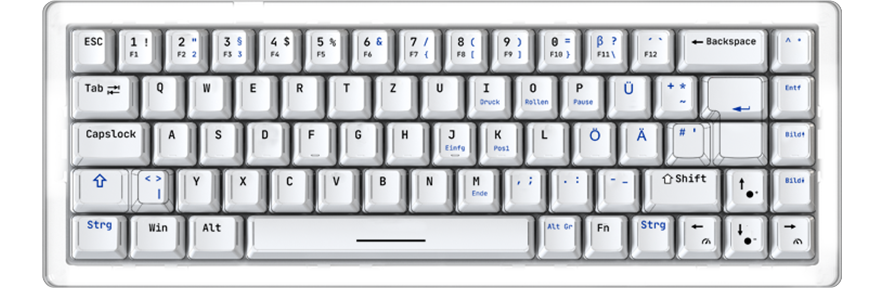 ESC 1 ! 2 " 3 § 4 $ 5 % 6 & 7 / 8 ( 9 ) 0 = β ? ´ ` ← Backspace ^ °
F1 F2 2 F3 3 F4 F5 F6 F7 { F8 [ F9 ] F10 } F11 \ F12
Tab Q W E R T Z U I O P Ü + * Entf
Druck Rollen Pause ~
Capslock A S D F G H J K L Ö Ä # ' Bild↑
Einfg Pos1
⇧ < > Y X C V B N M , ; . : - _ ⇧ Shift ↑ Bild↓
| Ende
Strg Win Alt Alt Gr Fn Strg ← ↓ →